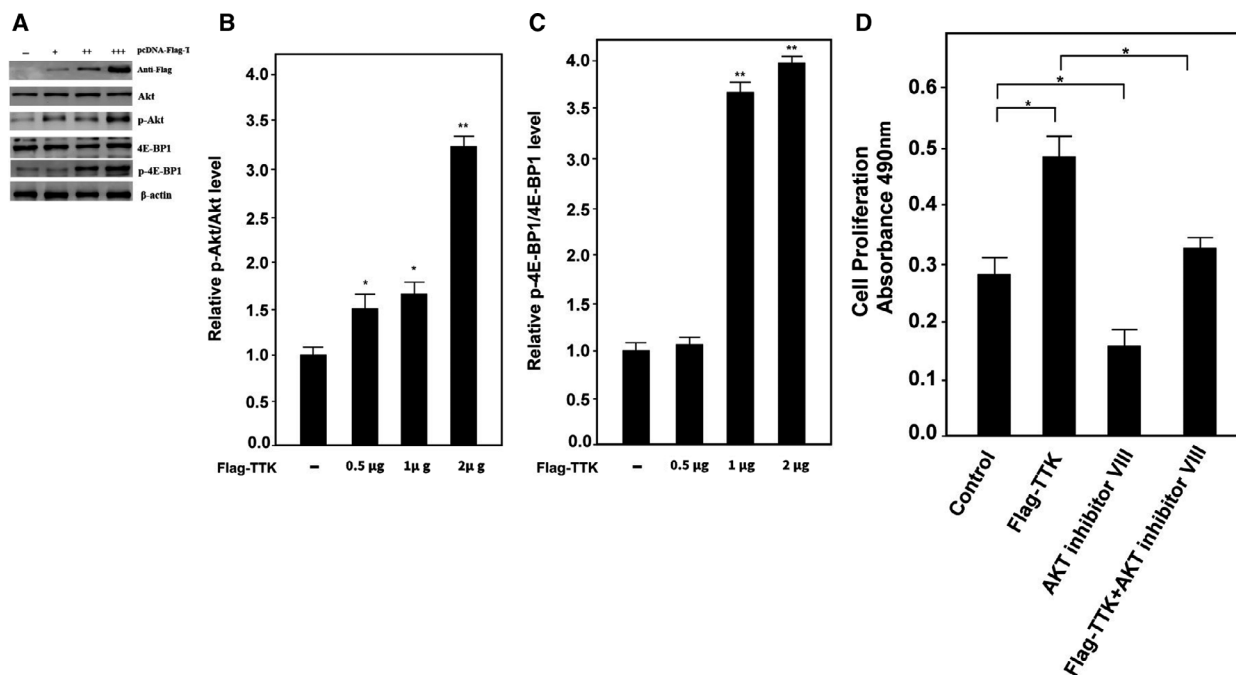 A
– + ++ +++ pcDNA-Flag-T
Anti-Flag
Akt
p-Akt
4E-BP1
p-4E-BP1
β-actin
B
Relative p-Akt/Akt level
4.0
3.5
3.0
2.5
2.0
1.5
1.0
0.5
0.0
*
*
**
Flag-TTK – 0.5 µg 1µ g 2µ g
C
Relative p-4E-BP1/4E-BP1 level
4.0
3.5
4.0
2.5
2.0
1.5
1.0
0.5
0.0
**
**
Flag-TTK – 0.5 µg 1 µg 2 µg
D
Cell Proliferation
Absorbance 490nm
0.6
0.5
0.4
0.3
0.2
0.1
0.0
*
*
*
Control
Flag-TTK
AKT inhibitor VIII
Flag-TTK+AKT inhibitor VIII